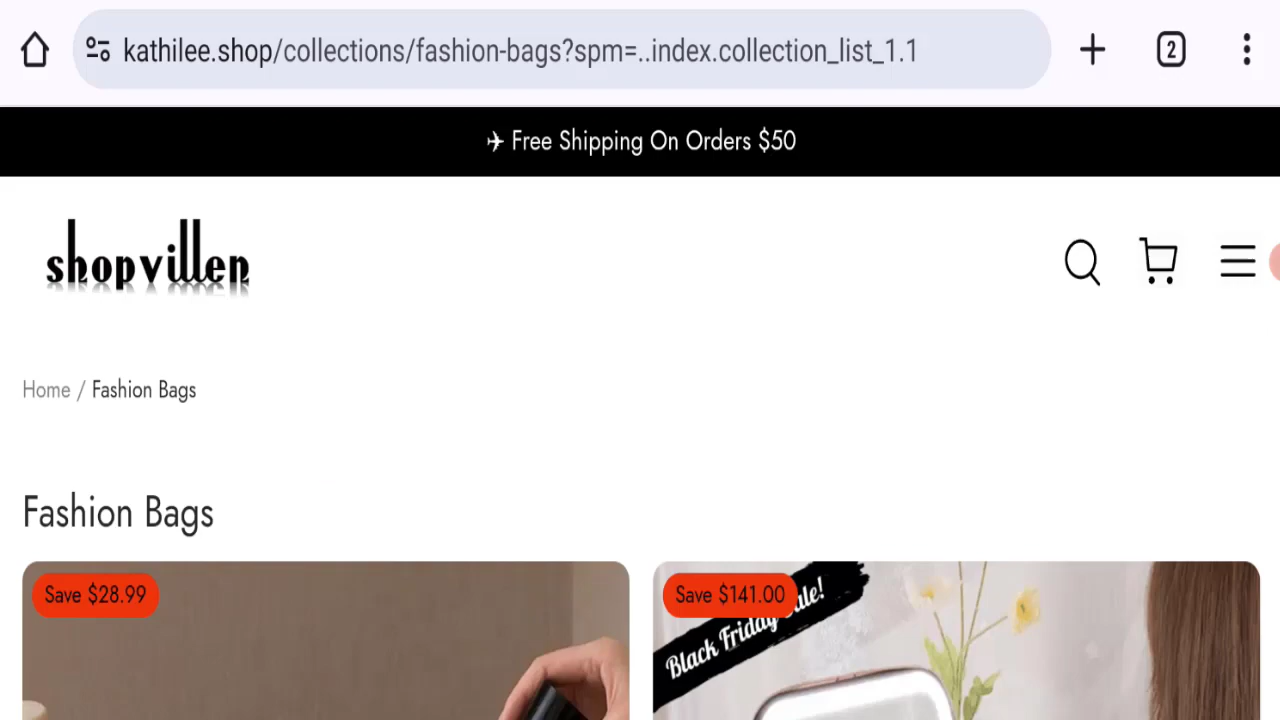 kathilee.shop/collections/fashion-bags?spm=..index.collection_list_1.1
2
✈ Free Shipping On Orders $50
shopvillen
Home / Fashion Bags
Fashion Bags
Save $28.99
Save $141.00
Black Friday Sale!